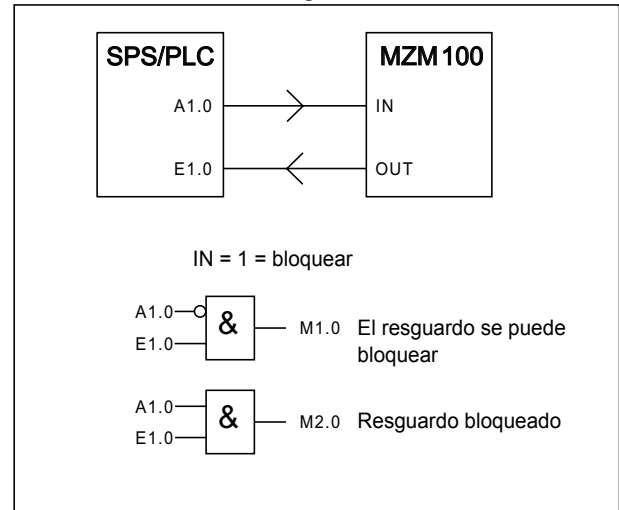 SPS/PLC
MZM 100
A1.0
IN
E1.0
OUT
IN = 1 = bloquear
A1.0
&
M1.0
El resguardo se puede
bloquear
E1.0
A1.0
&
M2.0
Resguardo bloqueado
E1.0